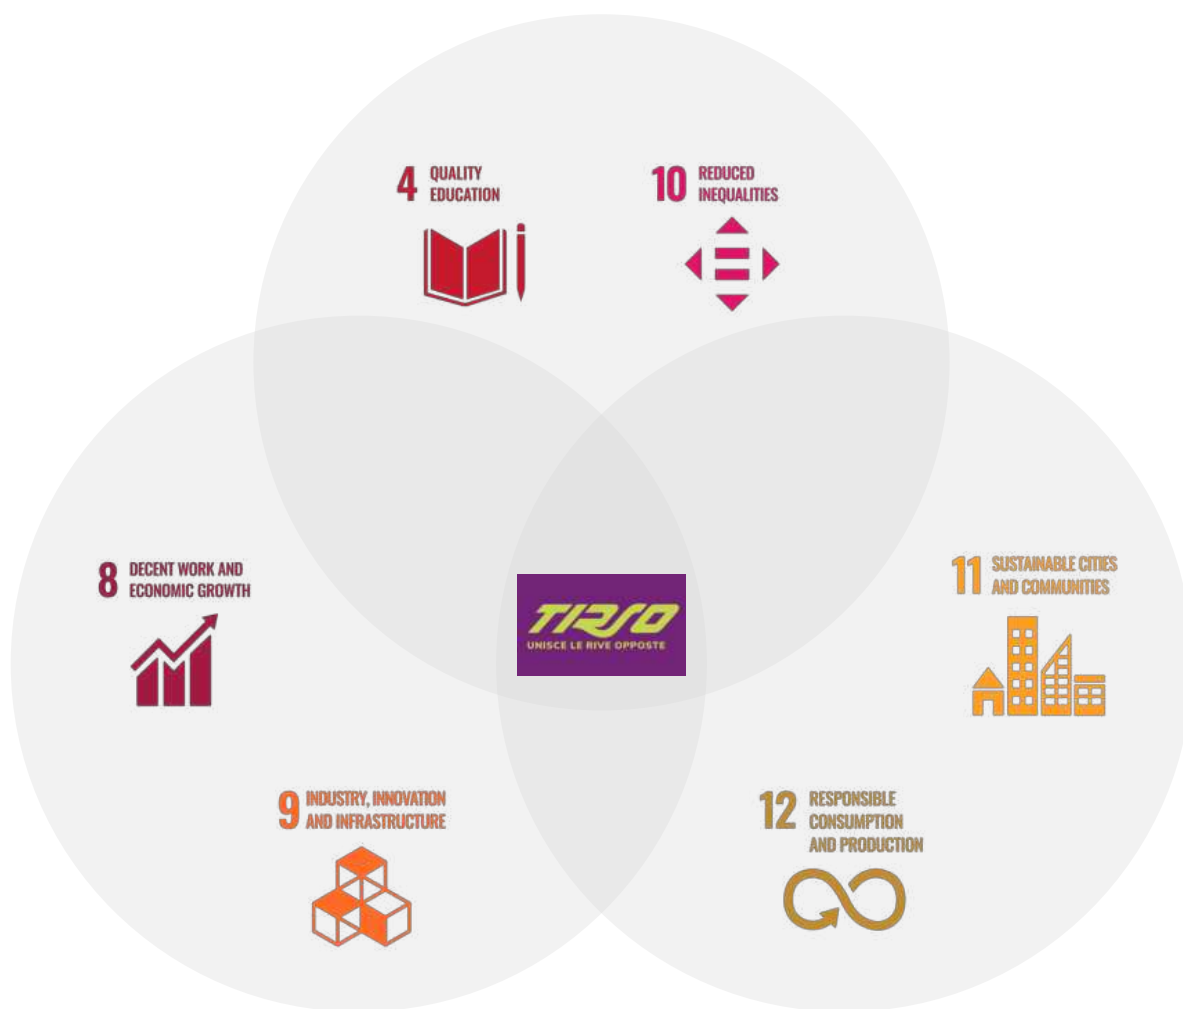 4 QUALITY
EDUCATION
10 REDUCED
INEQUALITIES
8 DECENT WORK AND
ECONOMIC GROWTH
TIRSO
UNISCE LE RIVE OPPOSTE
11 SUSTAINABLE CITIES
AND COMMUNITIES
9 INDUSTRY, INNOVATION
AND INFRASTRUCTURE
12 RESPONSIBLE
CONSUMPTION
AND PRODUCTION